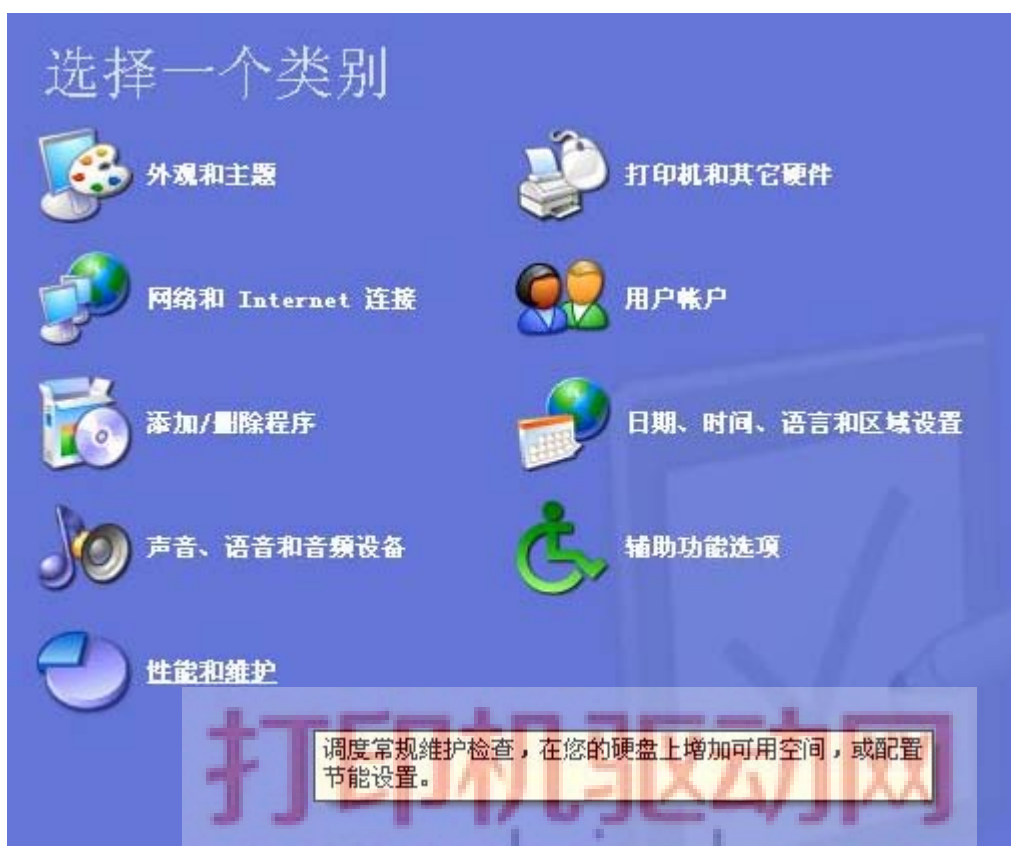 选择一个类别
外观和主题
打印机和其它硬件
网络和 Internet 连接
用户帐户
添加/删除程序
日期、时间、语言和区域设置
声音、语音和音频设备
辅助功能选项
性能和维护
打印机驱动网
调度常规维护检查，在您的硬盘上增加可用空间，或配置
节能设置。